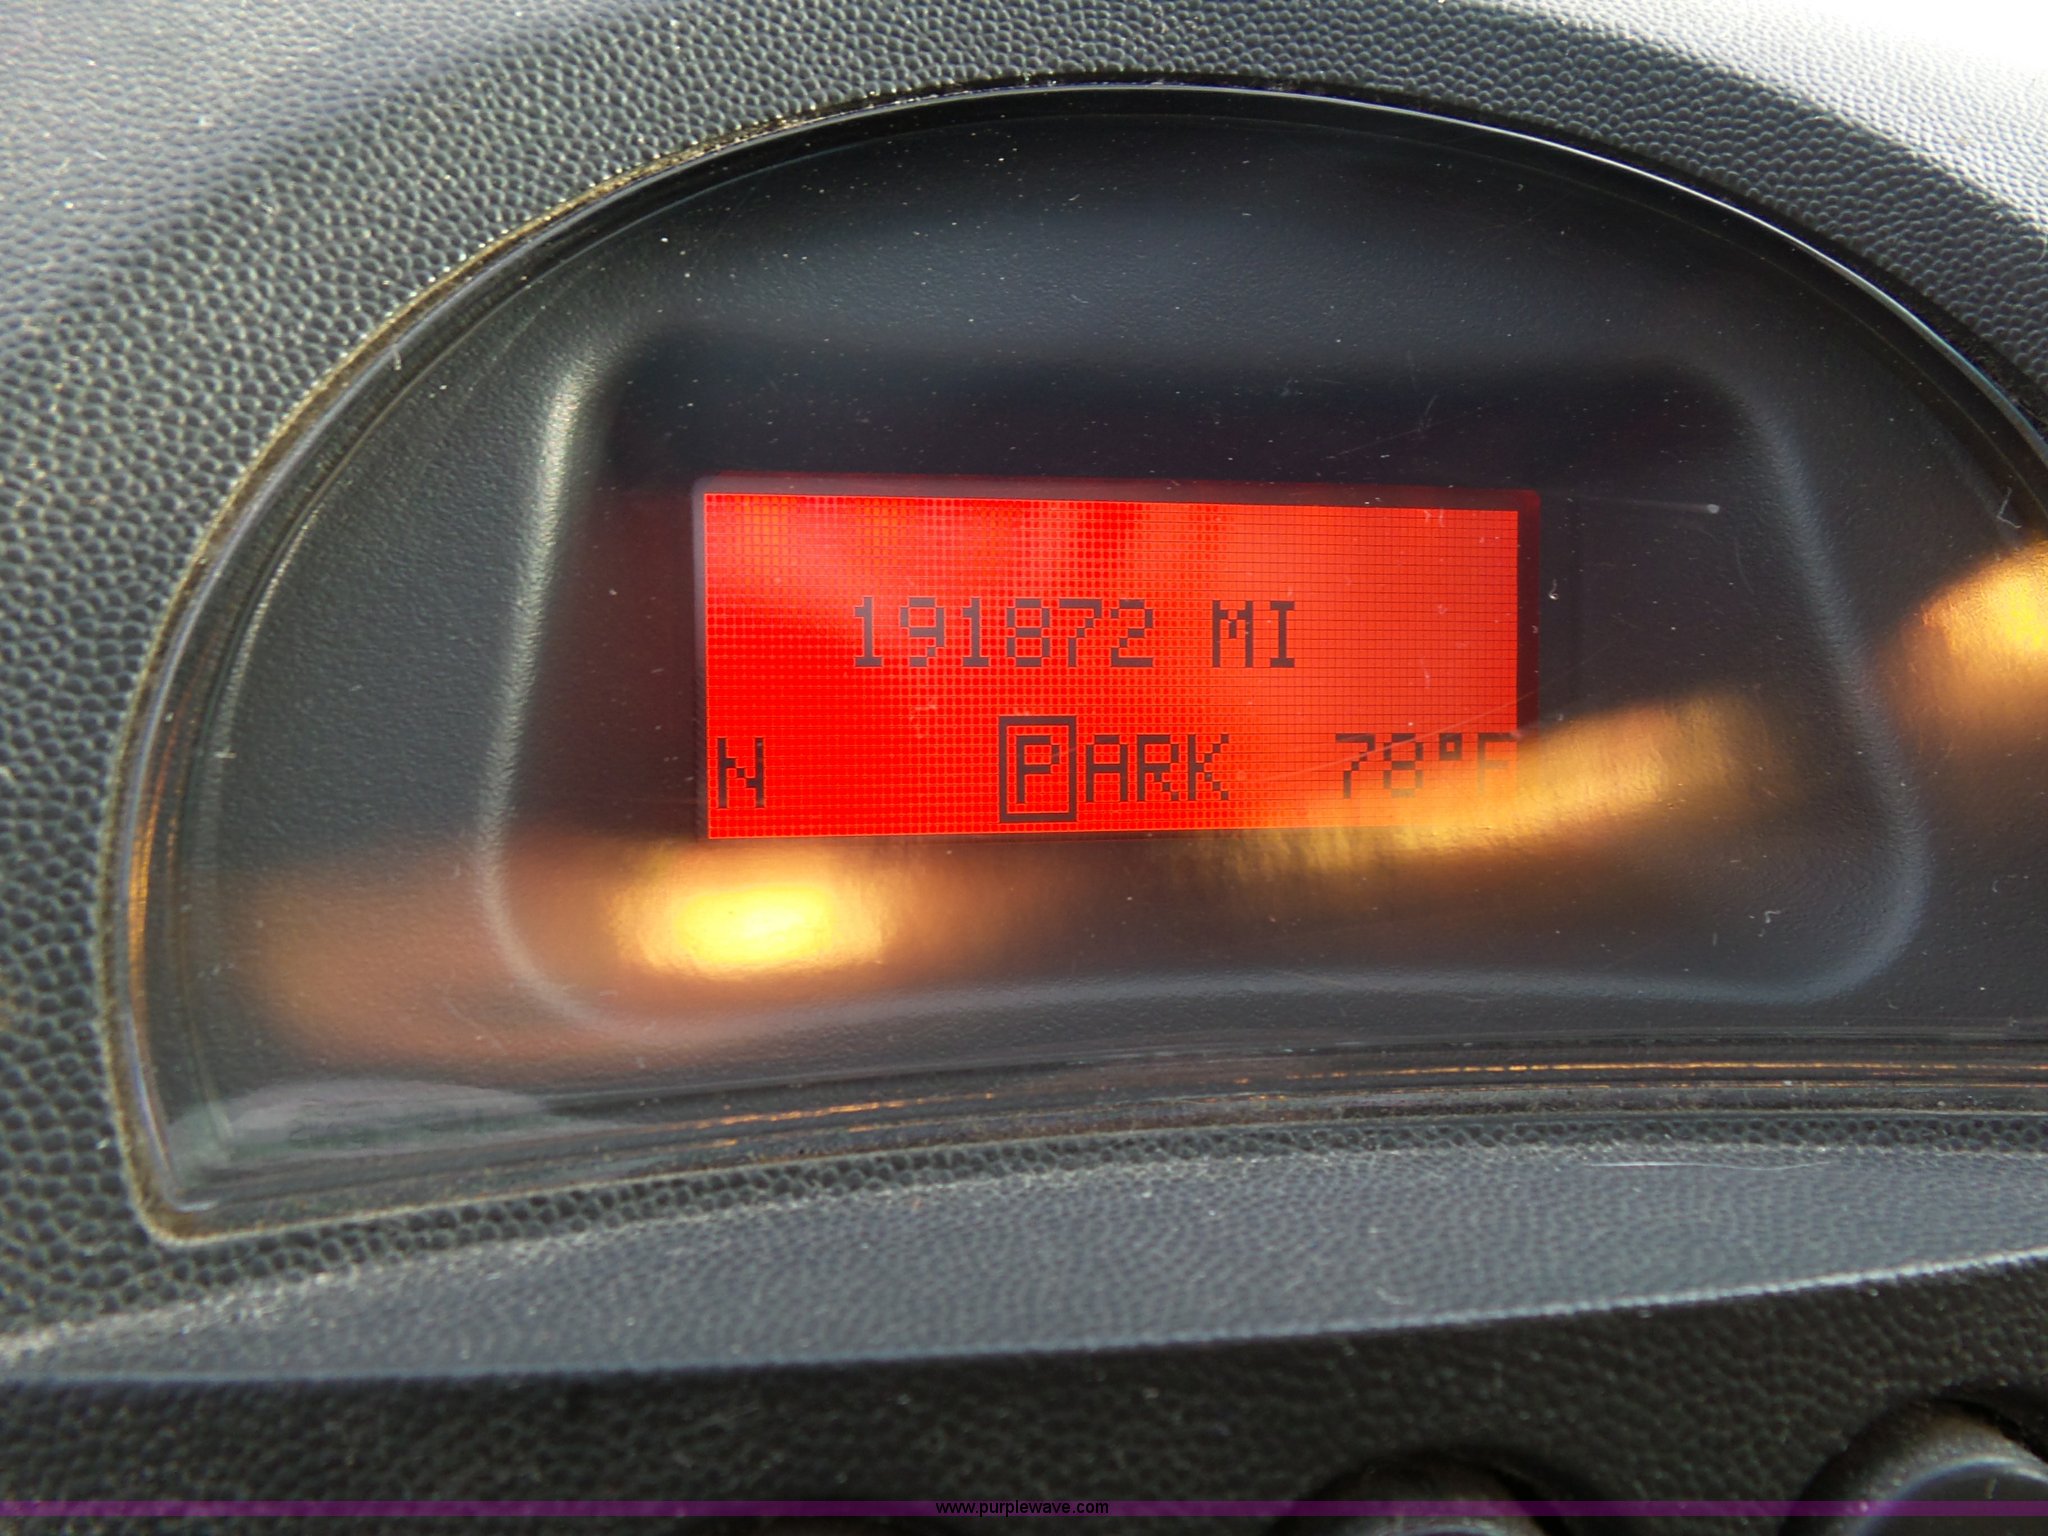 191872 MI
N PARK 78°F
www.purplewave.com